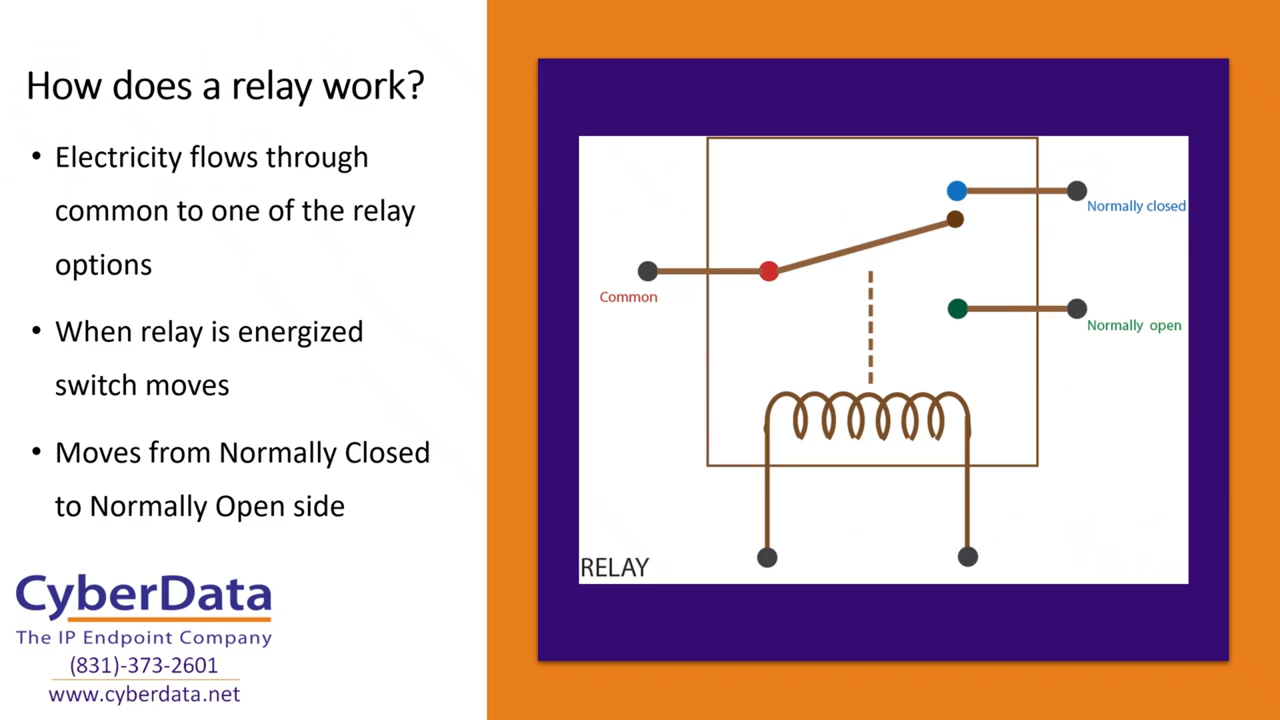 How does a relay work?
• Electricity flows through
common to one of the relay
options
• When relay is energized
switch moves
• Moves from Normally Closed
to Normally Open side
CyberData
The IP Endpoint Company
(831)-373-2601
www.cyberdata.net
Normally closed
Common
Normally open
RELAY